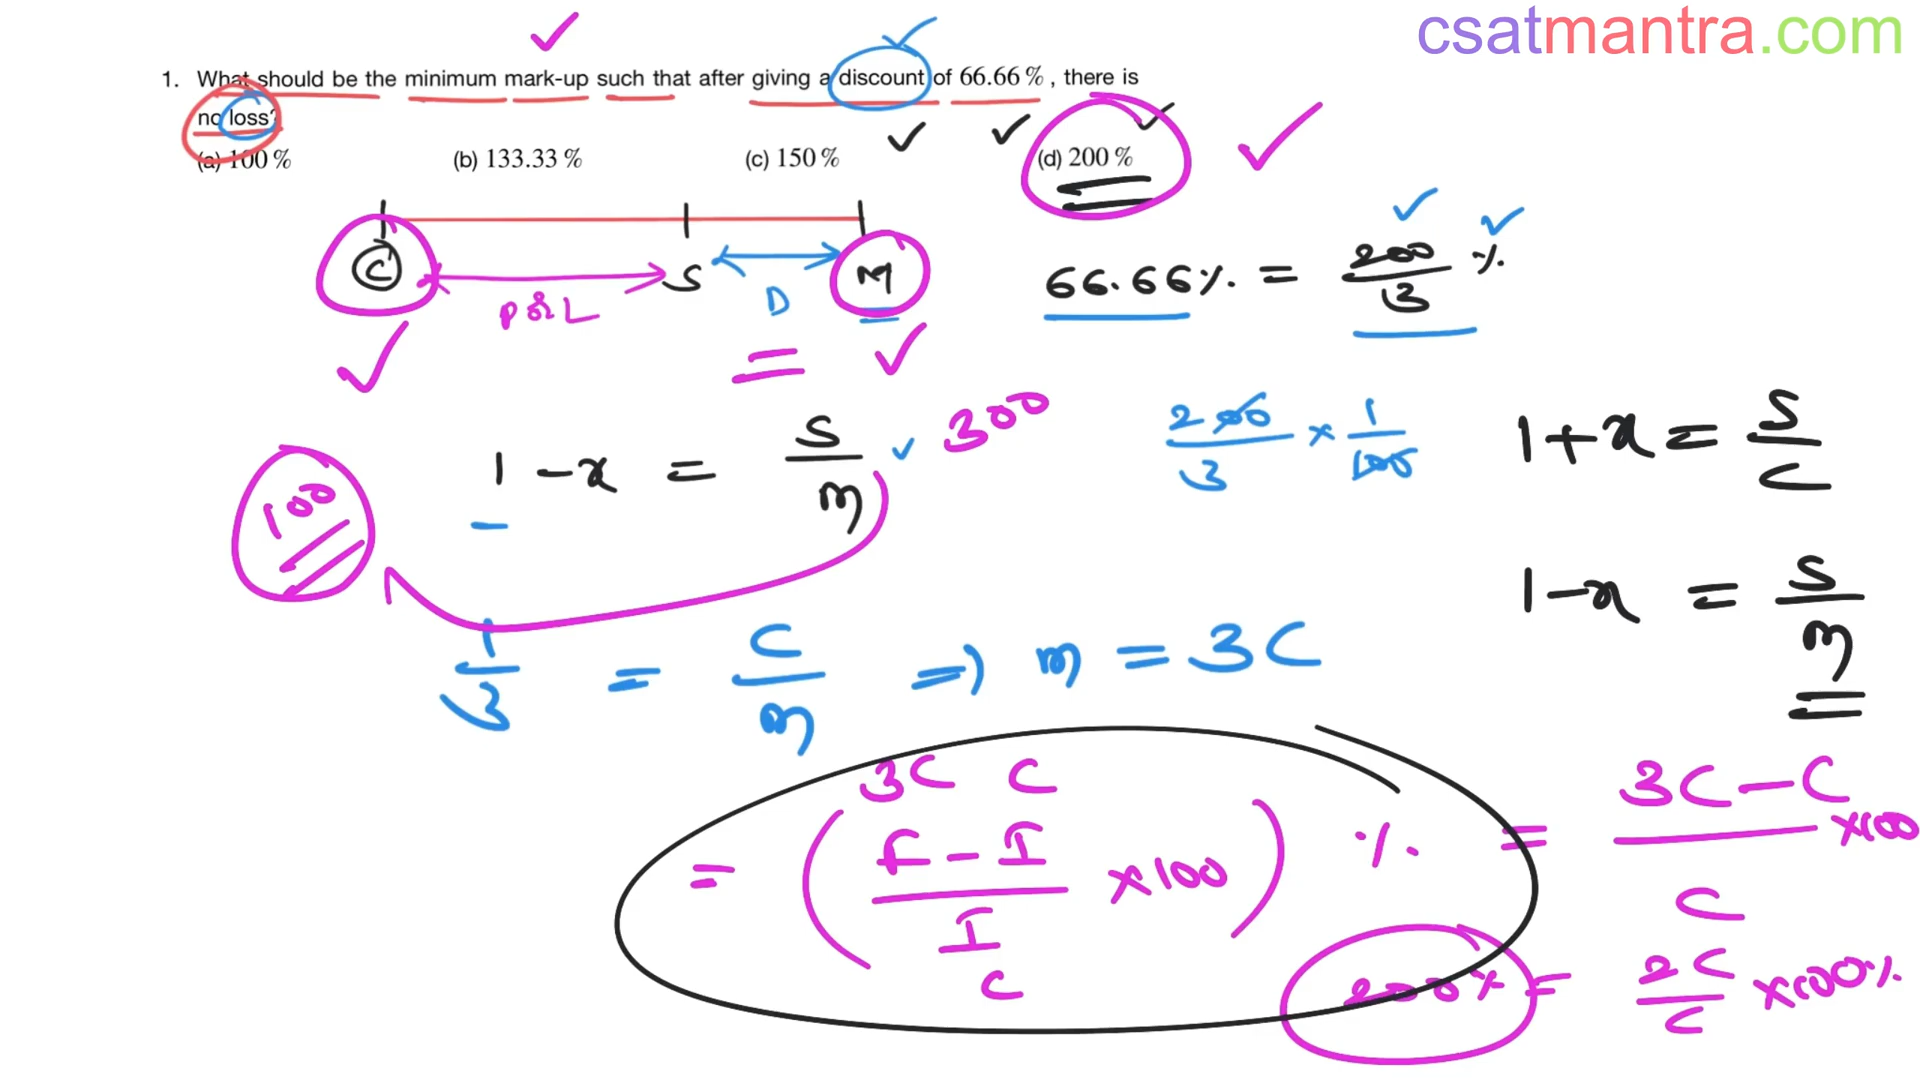 csatmantra.com
1. What should be the minimum mark-up such that after giving a discount of 66.66 % , there is
no loss?
(a) 100 % (b) 133.33 % (c) 150 % (d) 200 %
C S M
P & L D
66.66 % = 200/3 %
1 - x = S/m 300
200/3 × 1/100
1 + x = S/C
100
1 - x = S/m
1/3 = C/m => m = 3C
3C C
= ( F - I / I × 100 ) %
C
= 3C - C / C × 100
200% = 2C/C × 100%